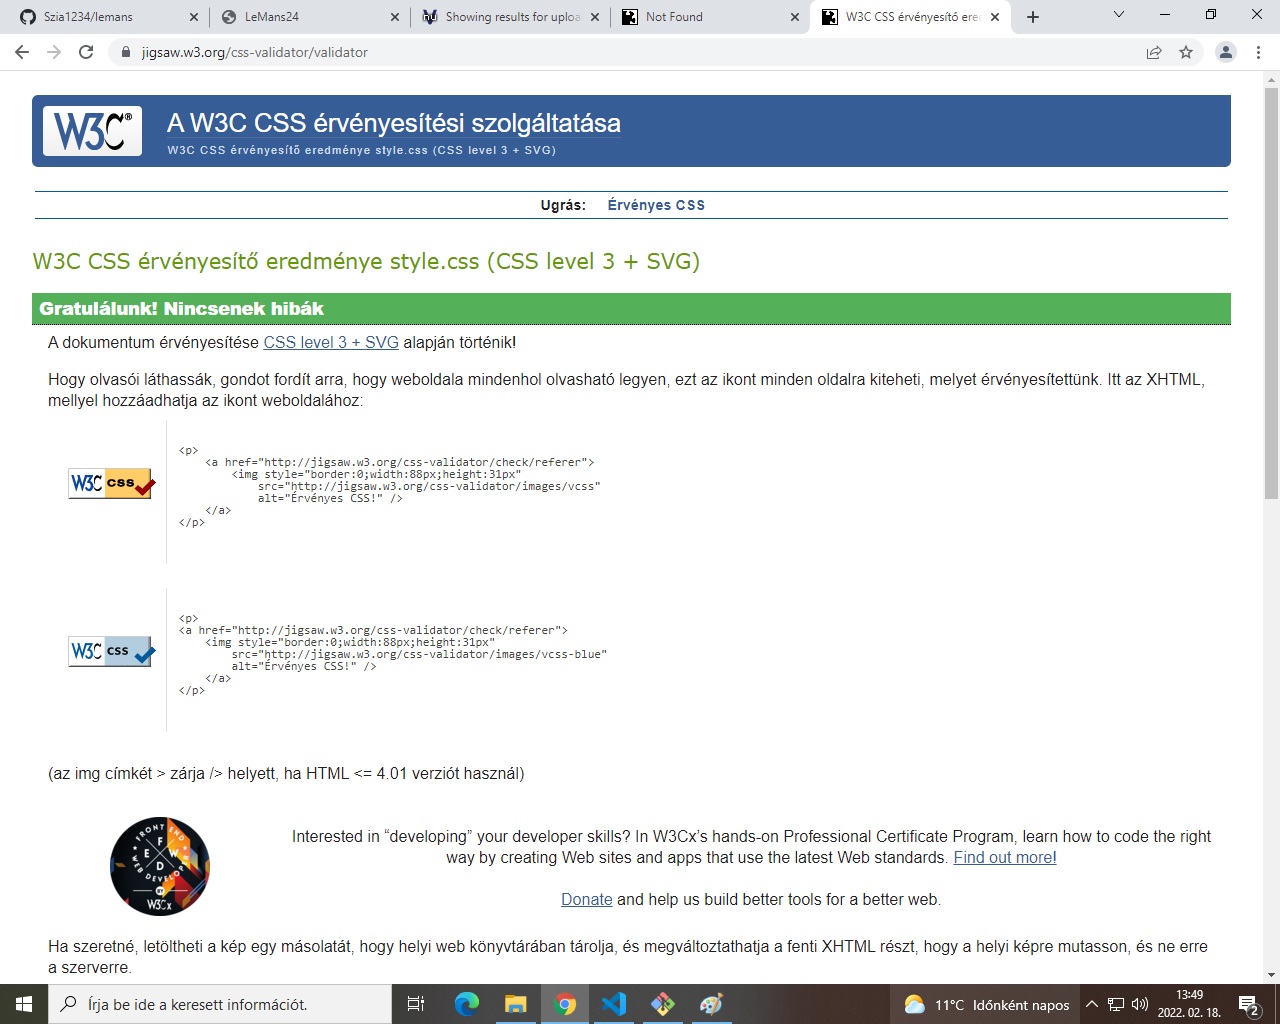 Szia1234/lemans
LeMans24
Showing results for uploa
Not Found
W3C CSS érvényesítő ered
jigsaw.w3.org/css-validator/validator
W3C®
A W3C CSS érvényesítési szolgáltatása
W3C CSS érvényesítő eredménye style.css (CSS level 3 + SVG)
Ugrás: Érvényes CSS
W3C CSS érvényesítő eredménye style.css (CSS level 3 + SVG)
Gratulálunk! Nincsenek hibák
A dokumentum érvényesítése CSS level 3 + SVG alapján történik!
Hogy olvasói láthassák, gondot fordít arra, hogy weboldala mindenhol olvasható legyen, ezt az ikont minden oldalra kiteheti, melyet érvényesítettünk. Itt az XHTML,
mellyel hozzáadhatja az ikont weboldalához:
W3C css
<p>
<a href="http://jigsaw.w3.org/css-validator/check/referer">
<img style="border:0;width:88px;height:31px"
src="http://jigsaw.w3.org/css-validator/images/vcss"
alt="Érvényes CSS!" />
</a>
</p>
W3C css
<p>
<a href="http://jigsaw.w3.org/css-validator/check/referer">
<img style="border:0;width:88px;height:31px"
src="http://jigsaw.w3.org/css-validator/images/vcss-blue"
alt="Érvényes CSS!" />
</a>
</p>
(az img címkét > zárja /> helyett, ha HTML <= 4.01 verziót használ)
FRONT END
F
E W
D
WEB DEVELOPER
BY
W3Cx
Interested in “developing” your developer skills? In W3Cx’s hands-on Professional Certificate Program, learn how to code the right
way by creating Web sites and apps that use the latest Web standards. Find out more!
Donate and help us build better tools for a better web.
Ha szeretné, letöltheti a kép egy másolatát, hogy helyi web könyvtárában tárolja, és megváltoztathatja a fenti XHTML részt, hogy a helyi képre mutasson, és ne erre
a szerverre.
Írja be ide a keresett információt.
11°C Időnként napos
13:49
2022. 02. 18.
2